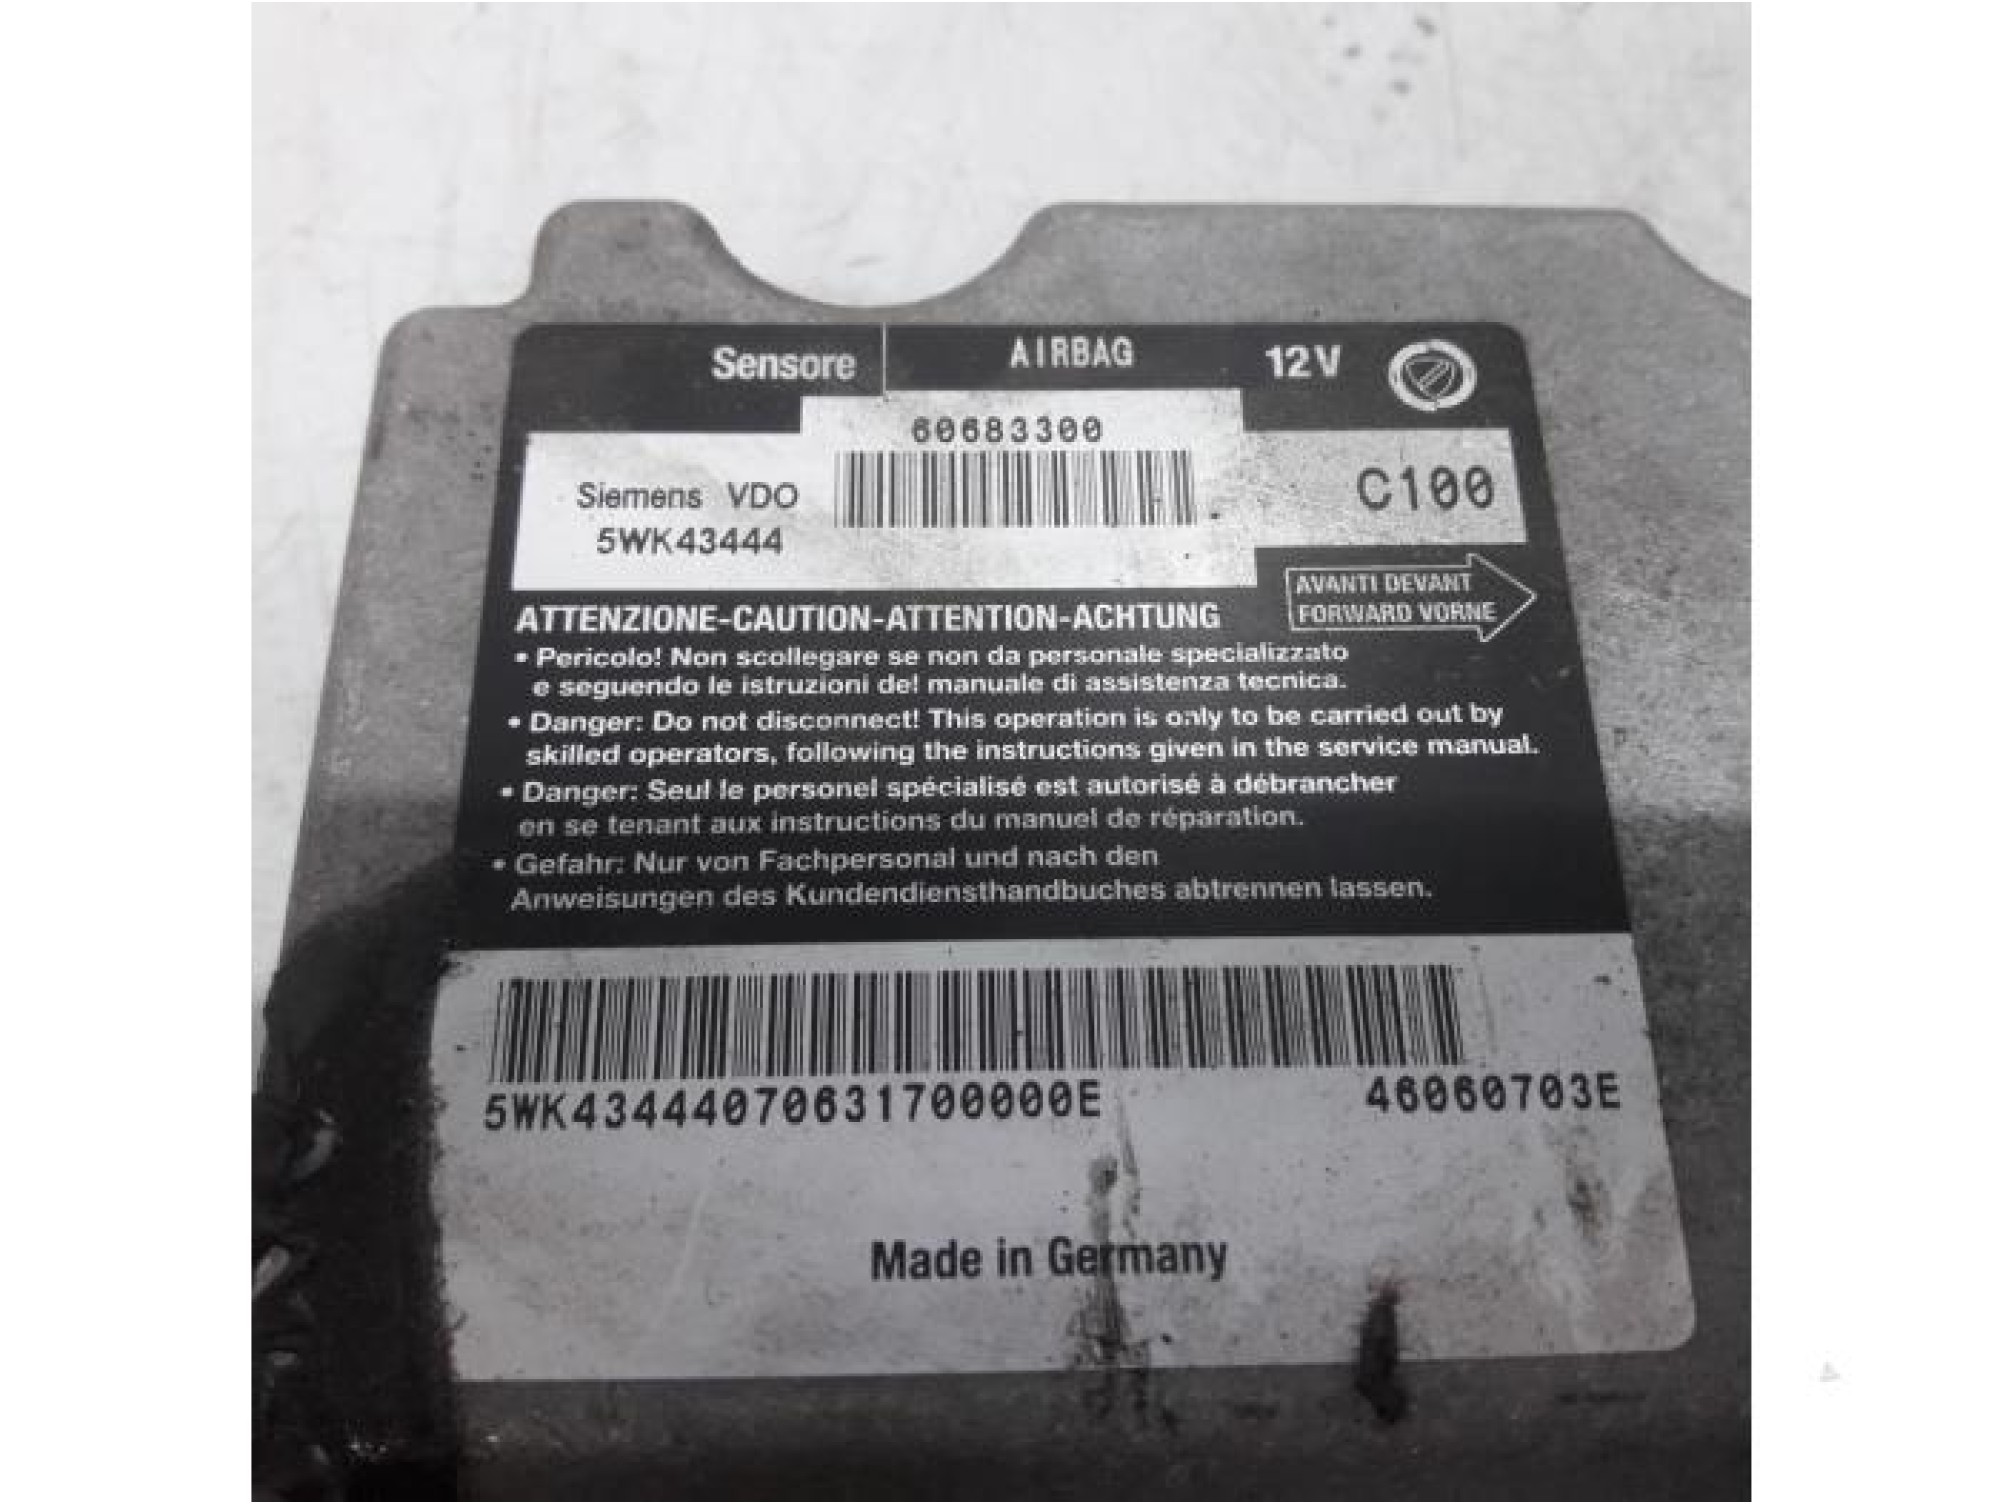 Sensore AIRBAG 12V
60683300
Siemens VDO
5WK43444
C100
AVANTI DEVANT
FORWARD VORNE
ATTENZIONE-CAUTION-ATTENTION-ACHTUNG
• Pericolo! Non scollegare se non da personale specializzato
e seguendo le istruzioni del manuale di assistenza tecnica.
• Danger: Do not disconnect! This operation is only to be carried out by
skilled operators, following the instructions given in the service manual.
• Danger: Seul le personel spécialisé est autorisé à débrancher
en se tenant aux instructions du manuel de réparation.
• Gefahr: Nur von Fachpersonal und nach den
Anweisungen des Kundendiensthandbuches abtrennen lassen.
5WK43444070631700000E 46060703E
Made in Germany